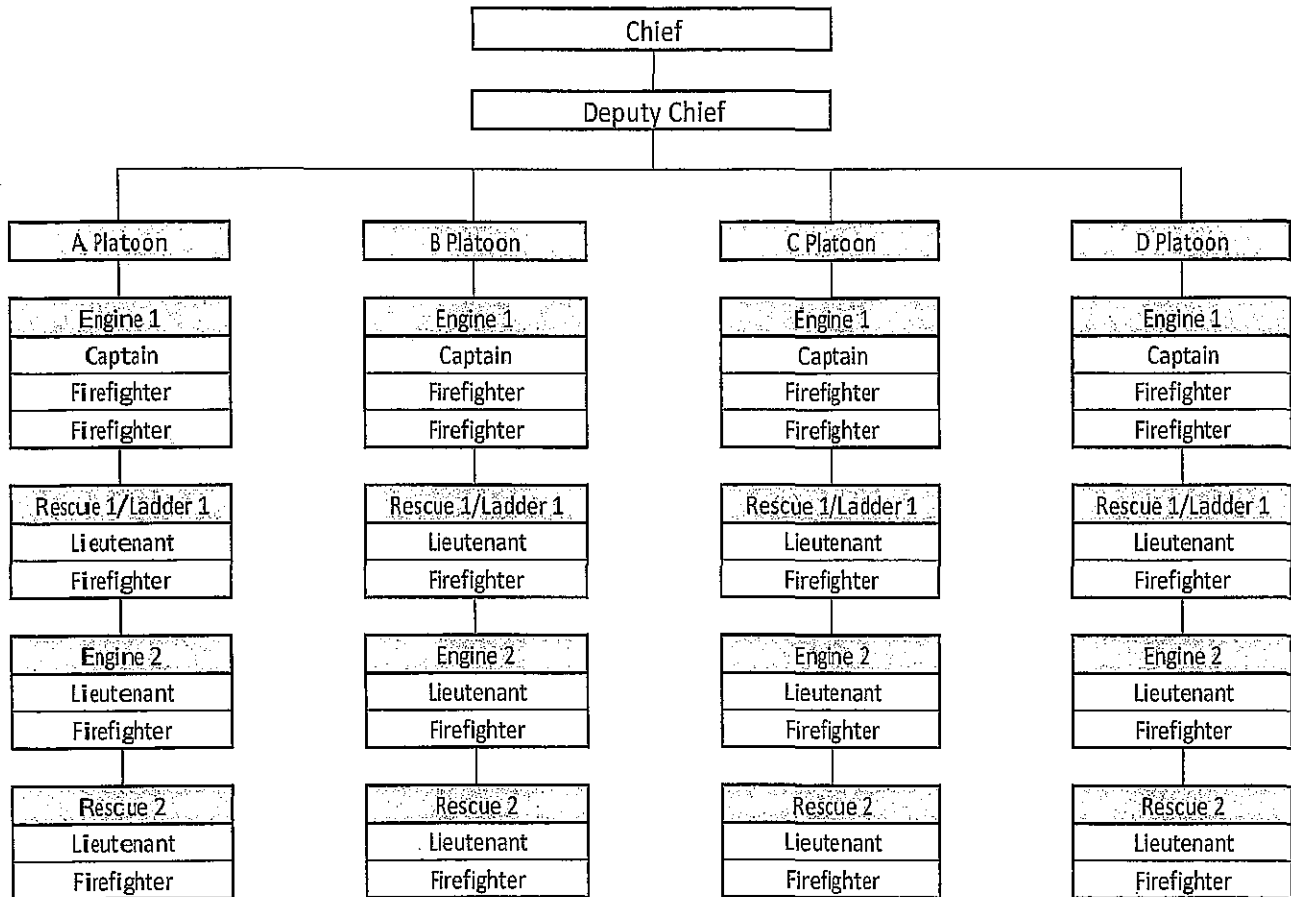 Chief
Deputy Chief
A Platoon
B Platoon
C Platoon
D Platoon
Engine 1
Captain
Firefighter
Firefighter
Engine 1
Captain
Firefighter
Firefighter
Engine 1
Captain
Firefighter
Firefighter
Engine 1
Captain
Firefighter
Firefighter
Rescue 1/Ladder 1
Lieutenant
Firefighter
Rescue 1/Ladder 1
Lieutenant
Firefighter
Rescue 1/Ladder 1
Lieutenant
Firefighter
Rescue 1/Ladder 1
Lieutenant
Firefighter
Engine 2
Lieutenant
Firefighter
Engine 2
Lieutenant
Firefighter
Engine 2
Lieutenant
Firefighter
Engine 2
Lieutenant
Firefighter
Rescue 2
Lieutenant
Firefighter
Rescue 2
Lieutenant
Firefighter
Rescue 2
Lieutenant
Firefighter
Rescue 2
Lieutenant
Firefighter